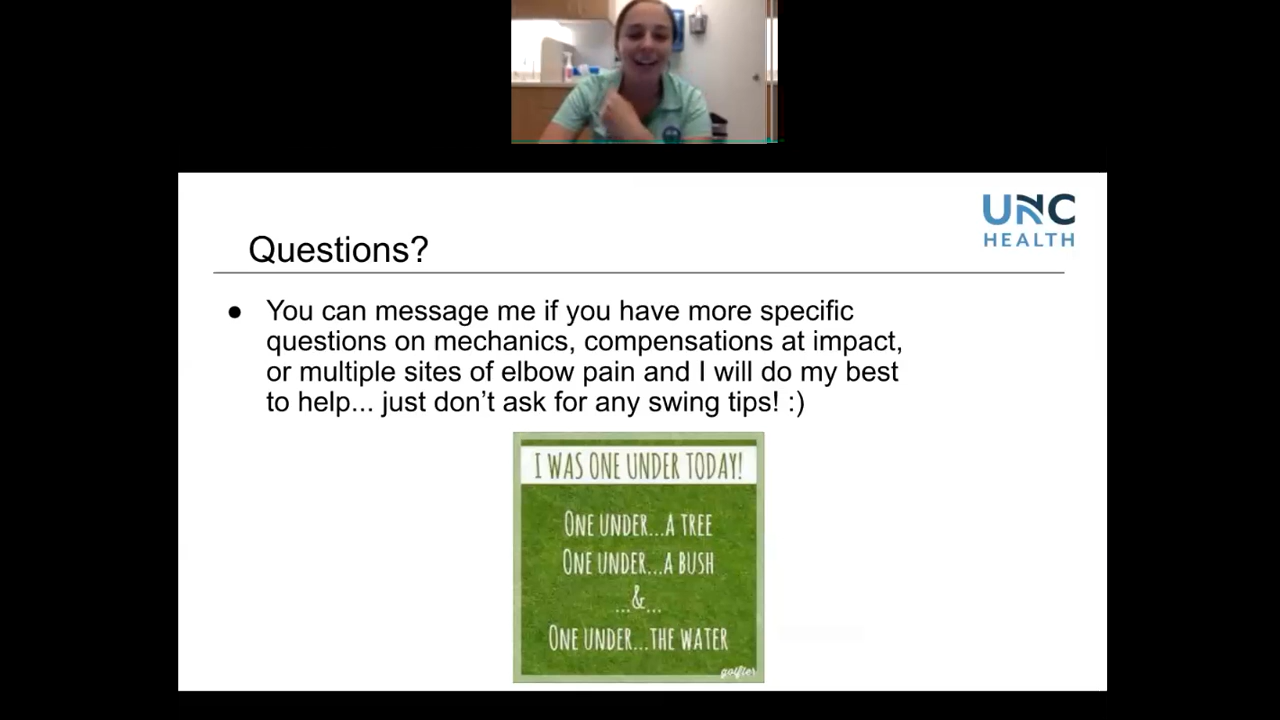 UNC
HEALTH
Questions?
● You can message me if you have more specific
questions on mechanics, compensations at impact,
or multiple sites of elbow pain and I will do my best
to help... just don’t ask for any swing tips! :)
I WAS ONE UNDER TODAY!
ONE UNDER...A TREE
ONE UNDER...A BUSH
...&...
ONE UNDER...THE WATER
golfter